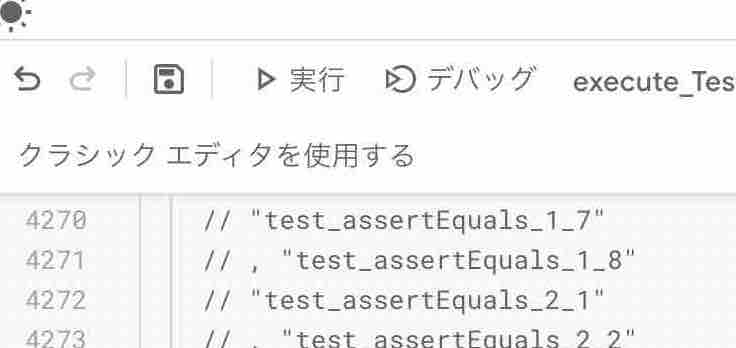 実行 デバッグ execute_Tes
クラシック エディタを使用する
4270 // "test_assertEquals_1_7"
4271 // , "test_assertEquals_1_8"
4272 // "test_assertEquals_2_1"
4273 // , "test_assertEquals_2_2"